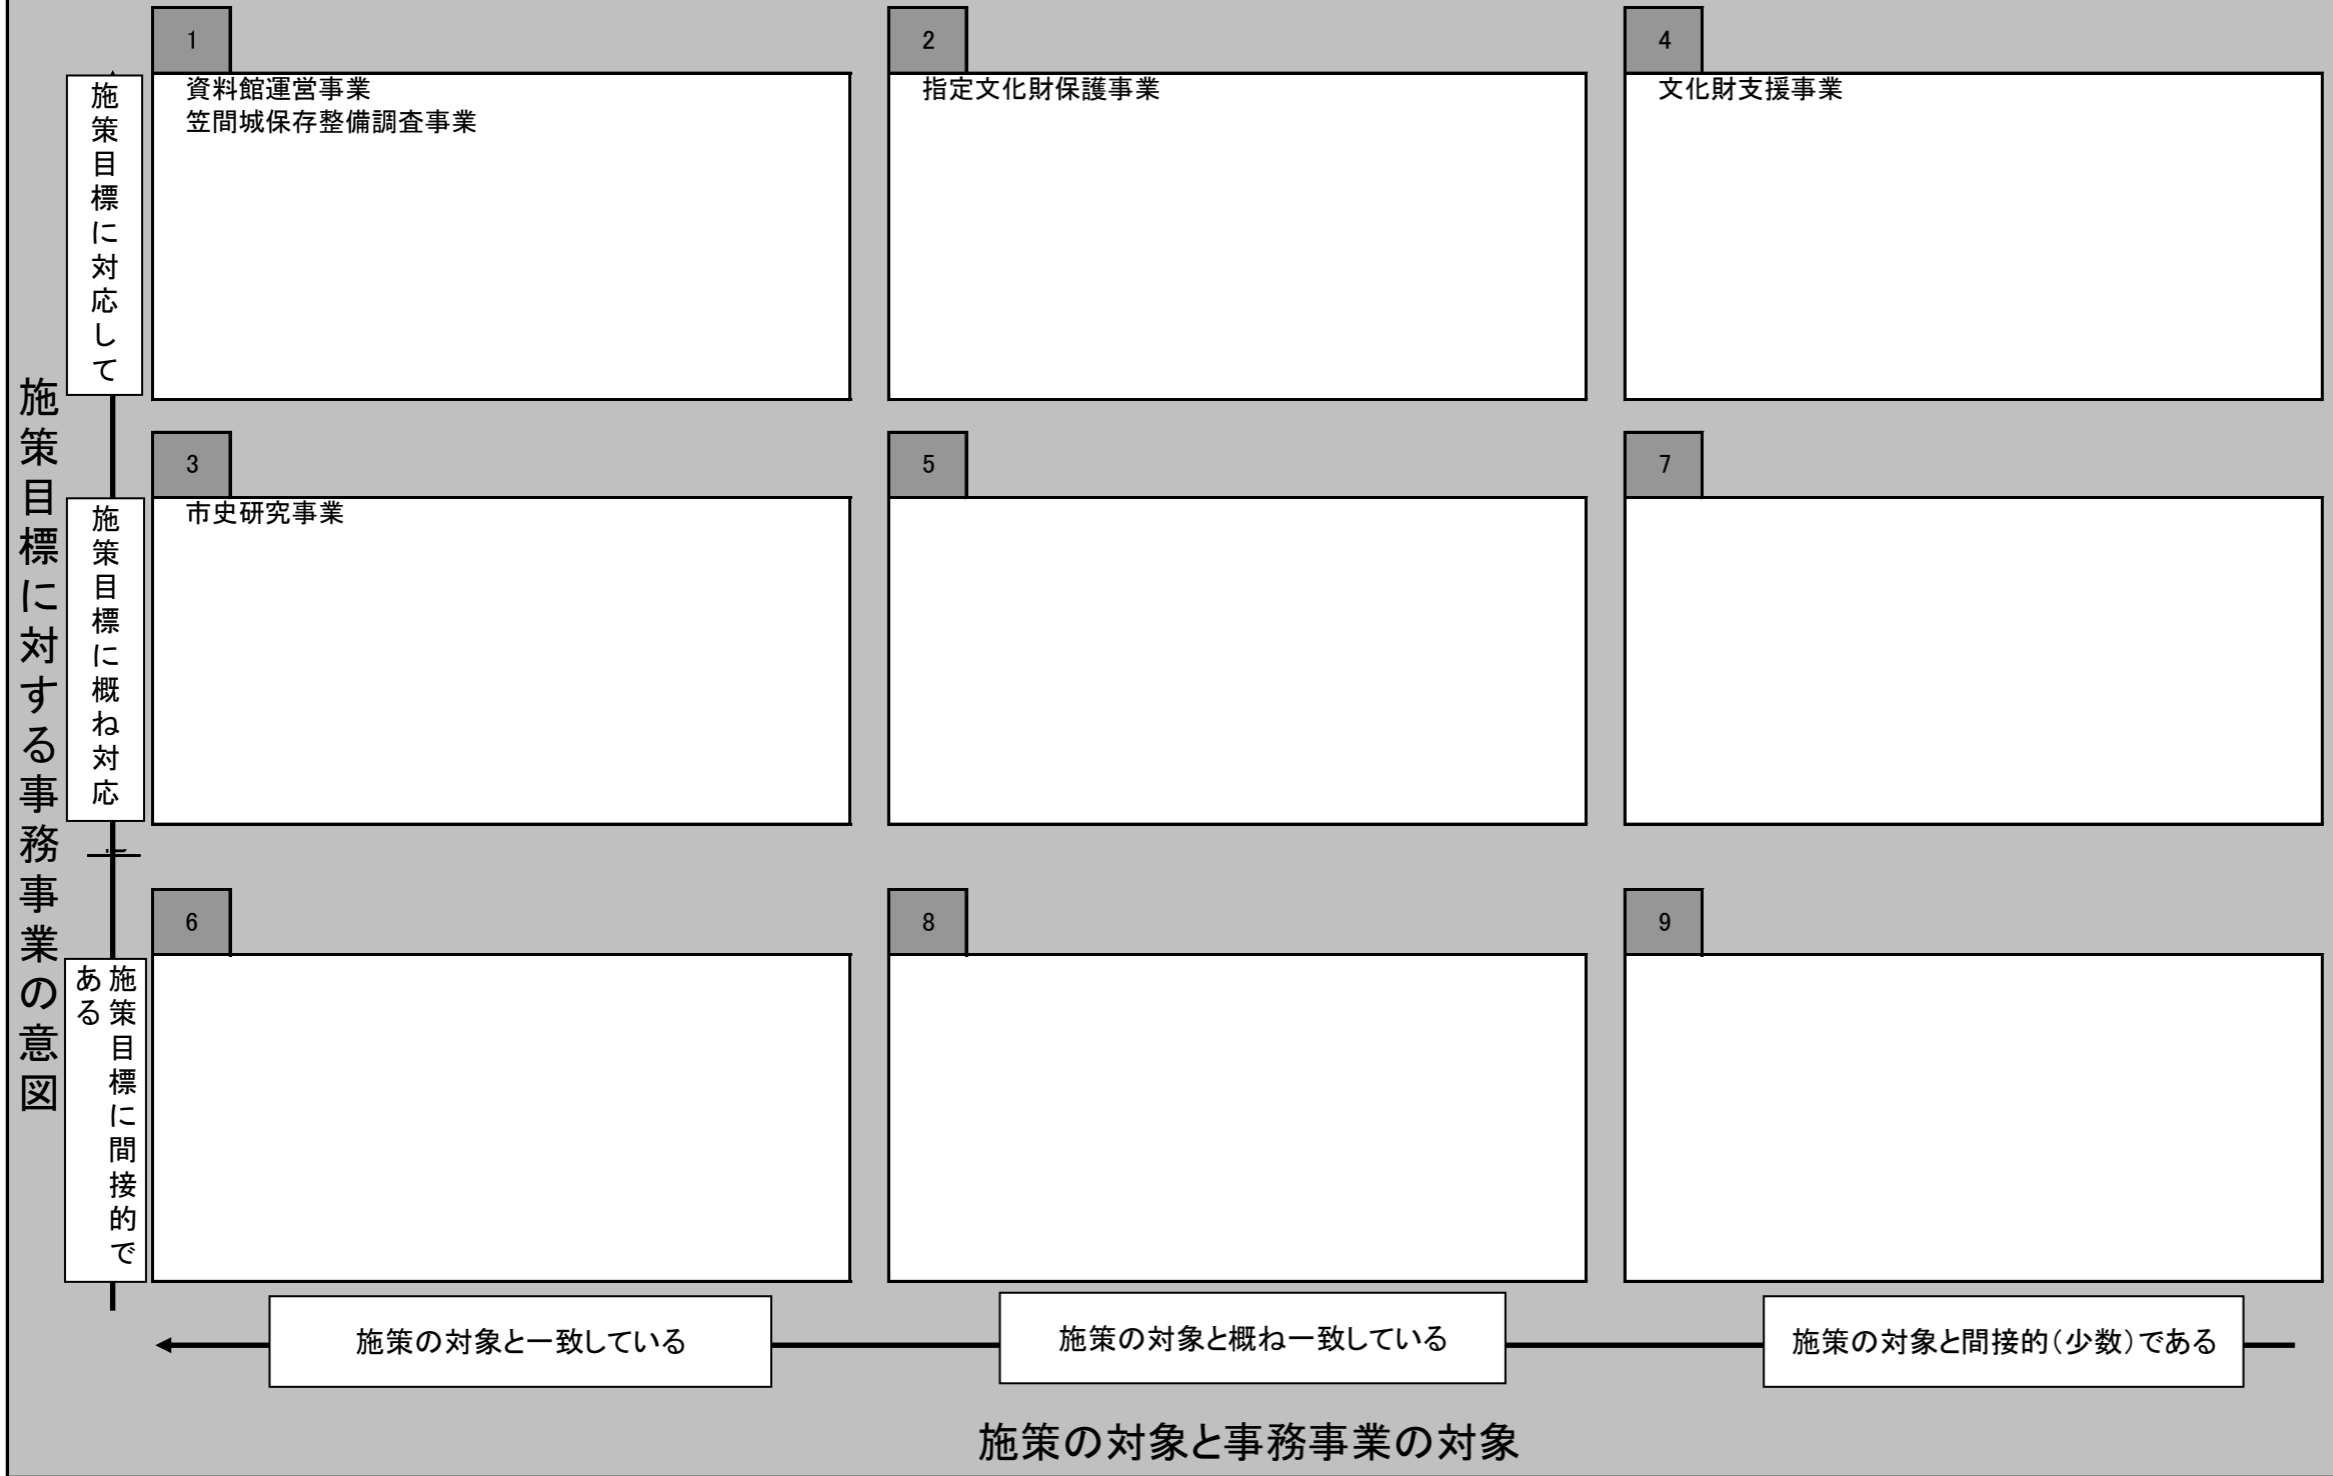 施策目標に対する事務事業の意図
施策目標に対応して
1
資料館運営事業
笠間城保存整備調査事業
2
指定文化財保護事業
4
文化財支援事業
施策目標に概ね対応
3
市史研究事業
5
7
施策目標に間接的で
ある
6
8
9
施策の対象と一致している
施策の対象と概ね一致している
施策の対象と間接的（少数）である
施策の対象と事務事業の対象